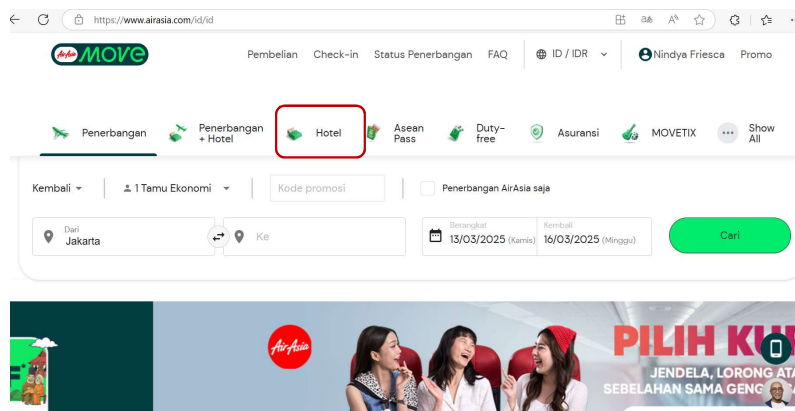 https://www.airasia.com/id/id
AirAsia MOVE Pembelian Check-in Status Penerbangan FAQ ID / IDR Nindya Friesca Promo
Penerbangan Penerbangan + Hotel Hotel Asean Pass Duty-free Asuransi MOVETIX Show All
Kembali 1 Tamu Ekonomi Kode promosi Penerbangan AirAsia saja
Dari Berangkat Kembali
Jakarta Ke 13/03/2025 (Kamis) 16/03/2025 (Minggu) Cari
AirAsia
PILIH
JENDELA, LORONG
SEBELAHAN SAMA